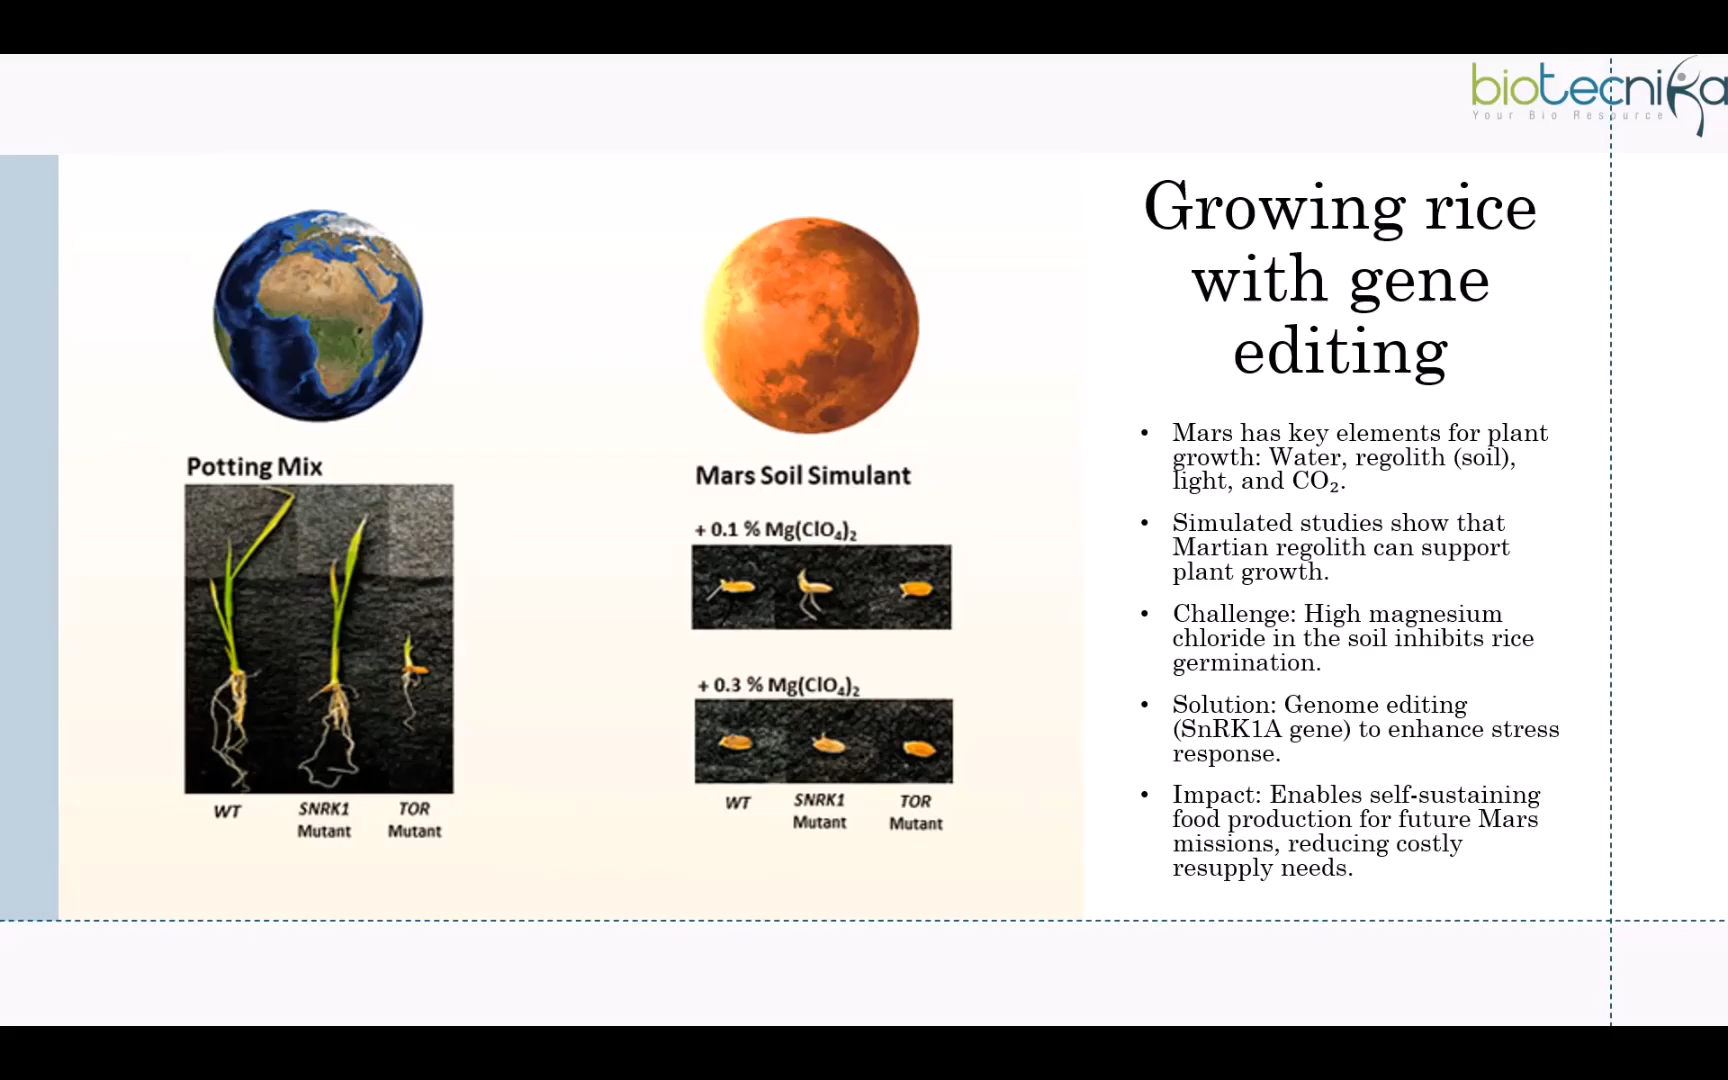 biotecnika
Your Bio Resource
Growing rice
with gene
editing
Potting Mix
WT
SNRK1
Mutant
TOR
Mutant
Mars Soil Simulant
+ 0.1 % Mg(ClO₄)₂
+ 0.3 % Mg(ClO₄)₂
WT
SNRK1
Mutant
TOR
Mutant
• Mars has key elements for plant
growth: Water, regolith (soil),
light, and CO₂.
• Simulated studies show that
Martian regolith can support
plant growth.
• Challenge: High magnesium
chloride in the soil inhibits rice
germination.
• Solution: Genome editing
(SnRK1A gene) to enhance stress
response.
• Impact: Enables self-sustaining
food production for future Mars
missions, reducing costly
resupply needs.